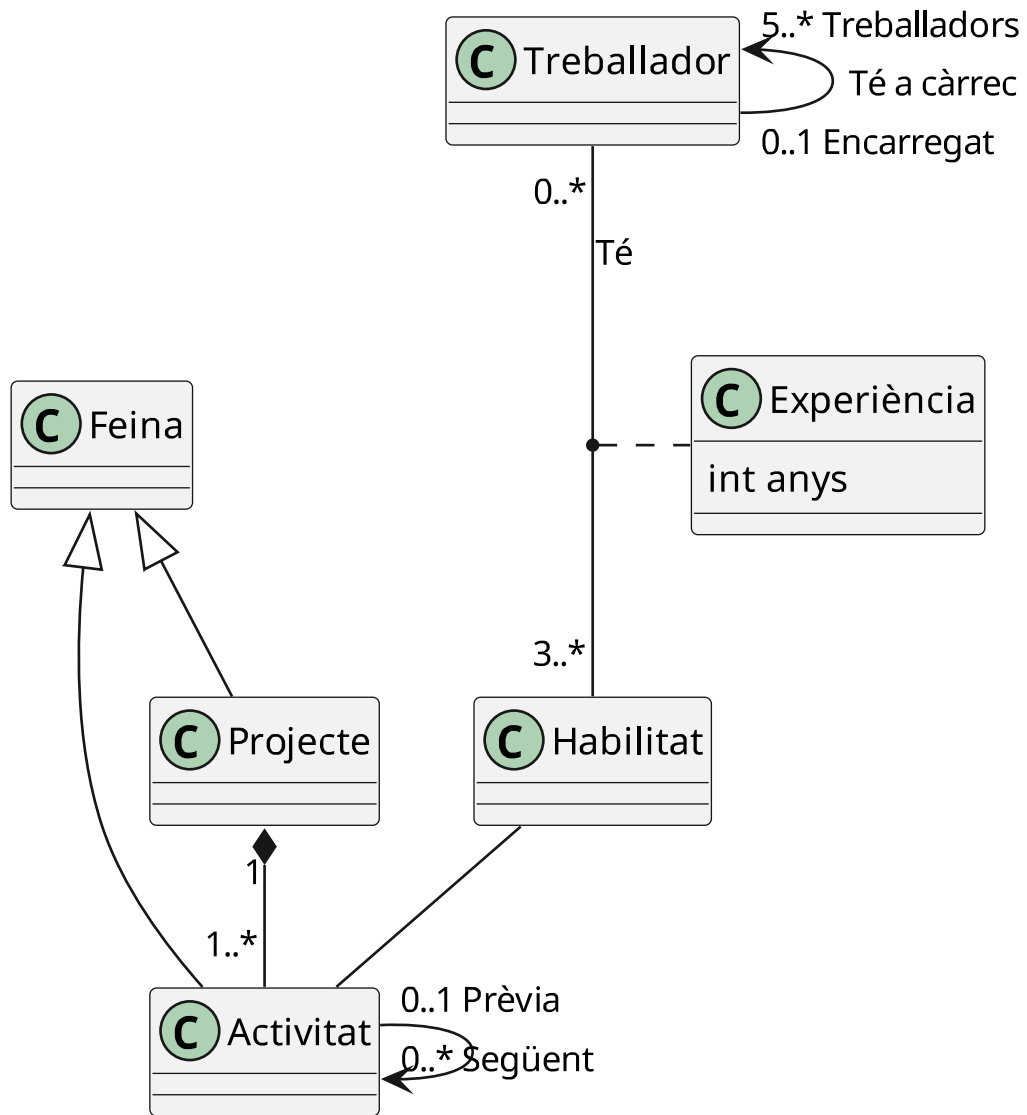 5..* Treballadors
C Treballador
Té a càrrec
0..1 Encarregat
0..*
Té
C Experiència
int anys
C Feina
3..*
C Projecte
C Habilitat
1
1..*
0..1 Prèvia
C Activitat
0..* Següent